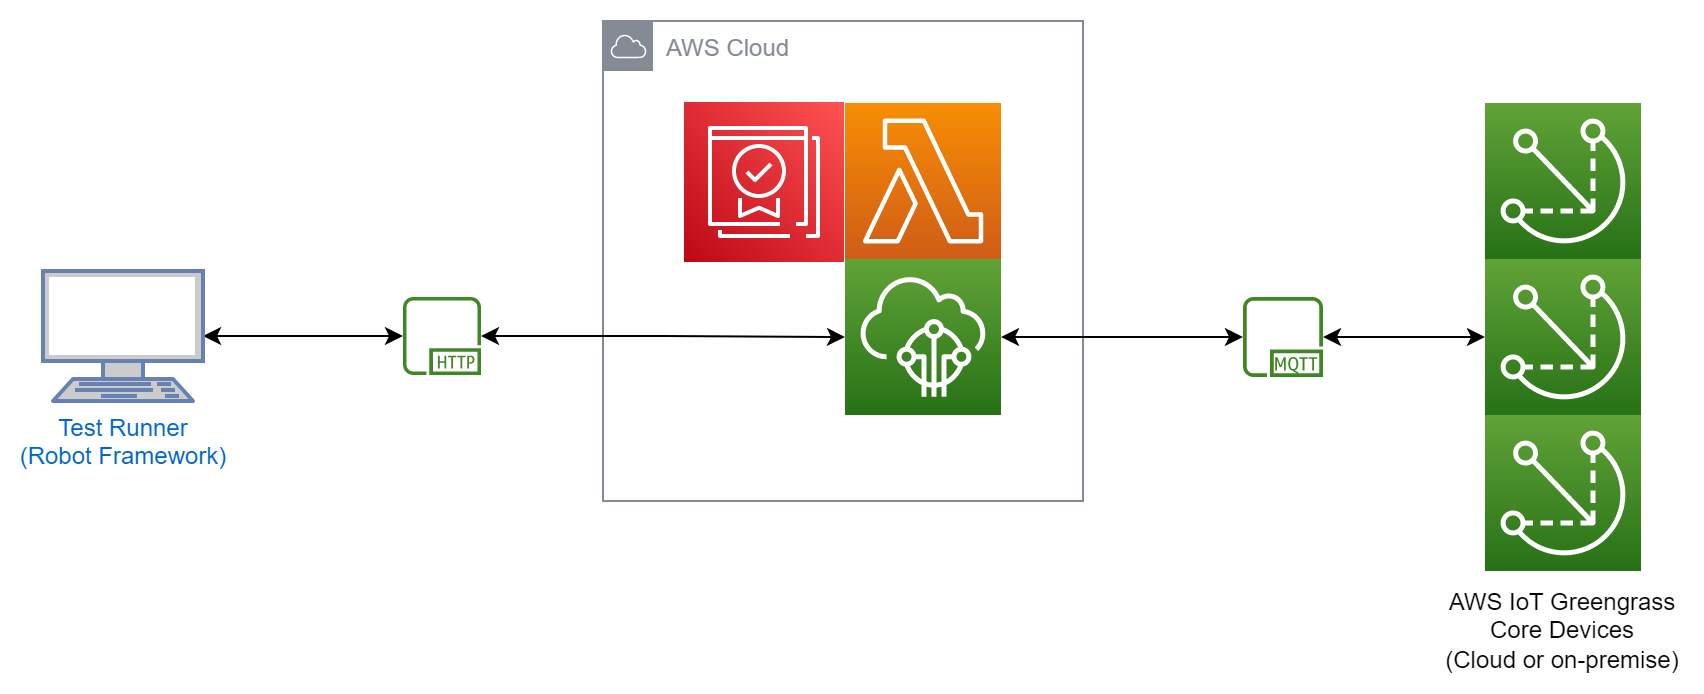 AWS Cloud
HTTP
MQTT
Test Runner
(Robot Framework)
AWS IoT Greengrass
Core Devices
(Cloud or on-premise)